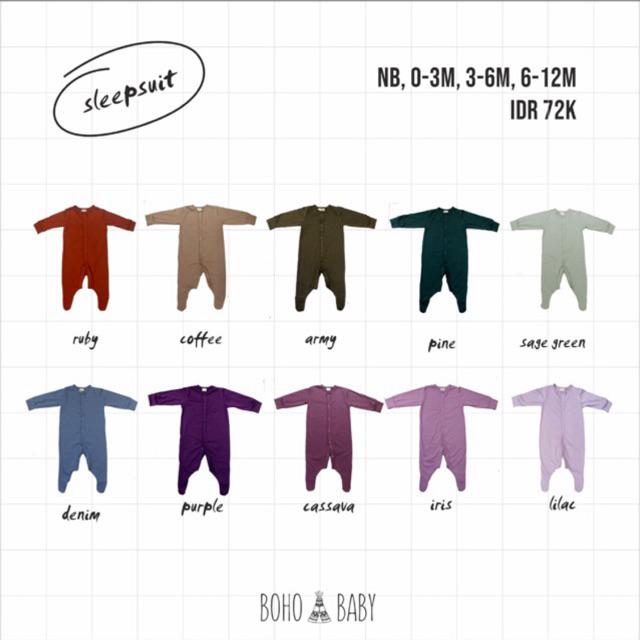 sleepsuit
NB, 0-3M, 3-6M, 6-12M
IDR 72K
ruby
coffee
army
pine
sage green
denim
purple
cassava
iris
lilac
BOHO BABY